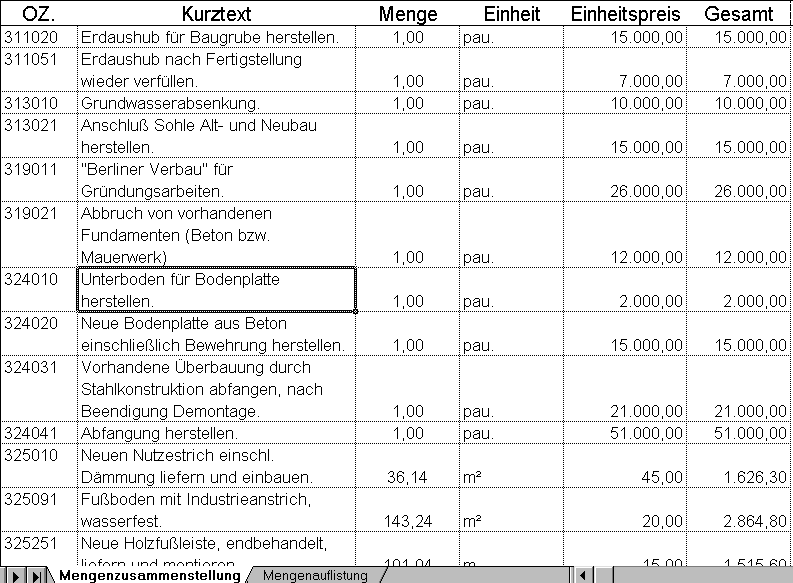 OZ. Kurztext Menge Einheit Einheitspreis Gesamt
311020 Erdaushub für Baugrube herstellen. 1,00 pau. 15.000,00 15.000,00
311051 Erdaushub nach Fertigstellung
wieder verfüllen. 1,00 pau. 7.000,00 7.000,00
313010 Grundwasserabsenkung. 1,00 pau. 10.000,00 10.000,00
313021 Anschluß Sohle Alt- und Neubau
herstellen. 1,00 pau. 15.000,00 15.000,00
319011 "Berliner Verbau" für
Gründungsarbeiten. 1,00 pau. 26.000,00 26.000,00
319021 Abbruch von vorhandenen
Fundamenten (Beton bzw.
Mauerwerk) 1,00 pau. 12.000,00 12.000,00
324010 Unterboden für Bodenplatte
herstellen. 1,00 pau. 2.000,00 2.000,00
324020 Neue Bodenplatte aus Beton
einschließlich Bewehrung herstellen. 1,00 pau. 15.000,00 15.000,00
324031 Vorhandene Überbauung durch
Stahlkonstruktion abfangen, nach
Beendigung Demontage. 1,00 pau. 21.000,00 21.000,00
324041 Abfangung herstellen. 1,00 pau. 51.000,00 51.000,00
325010 Neuen Nutzestrich einschl.
Dämmung liefern und einbauen. 36,14 m² 45,00 1.626,30
325091 Fußboden mit Industrieanstrich,
wasserfest. 143,24 m² 20,00 2.864,80
325251 Neue Holzfußleiste, endbehandelt,
liefern und montieren. 101,04 m 15,00 1.515,60
Mengenzusammenstellung Mengenauflistung